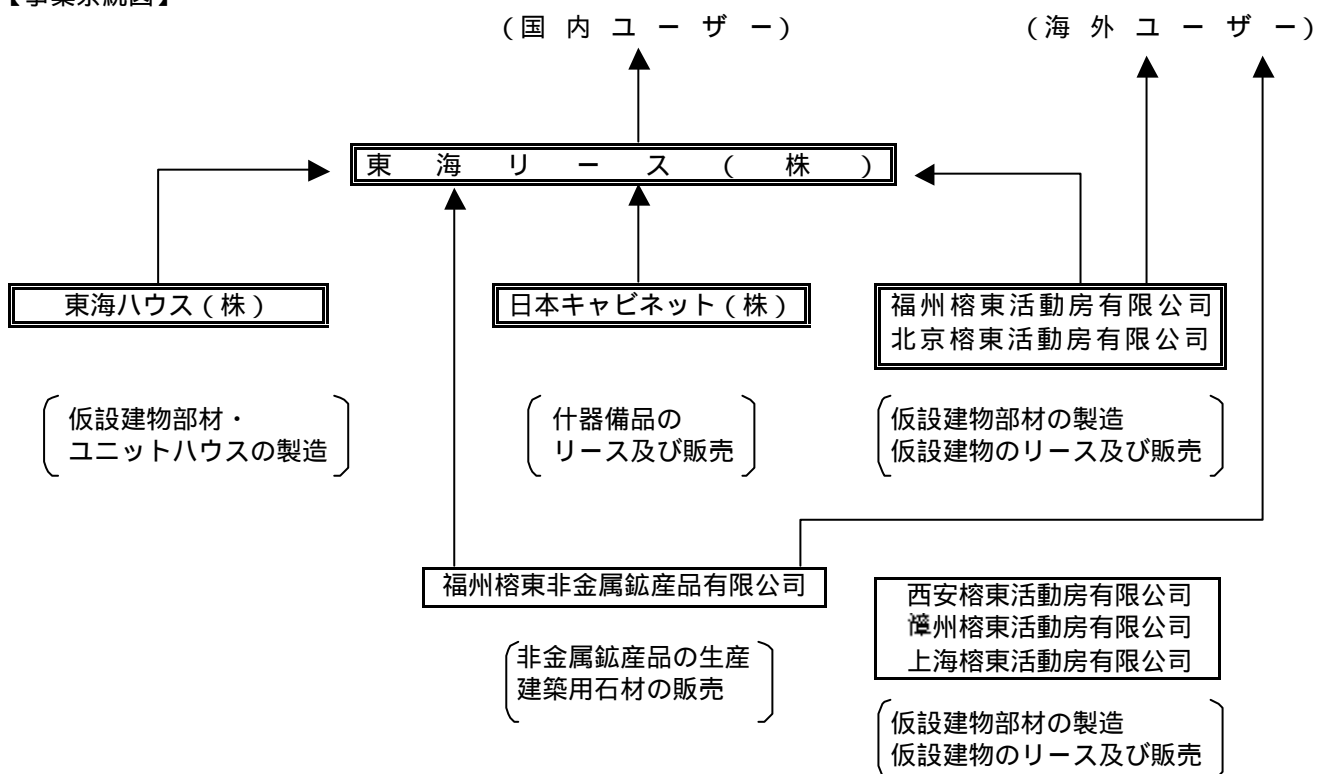 【事業系統図】
(国内ユーザー)
(海外ユーザー)
東海リース(株)
東海ハウス(株)
日本キャビネット(株)
福州榕東活動房有限公司
北京榕東活動房有限公司
仮設建物部材・
ユニットハウスの製造
什器備品の
リース及び販売
仮設建物部材の製造
仮設建物のリース及び販売
福州榕東非金属鉱産品有限公司
非金属鉱産品の生産
建築用石材の販売
西安榕東活動房有限公司
州榕東活動房有限公司
上海榕東活動房有限公司
仮設建物部材の製造
仮設建物のリース及び販売